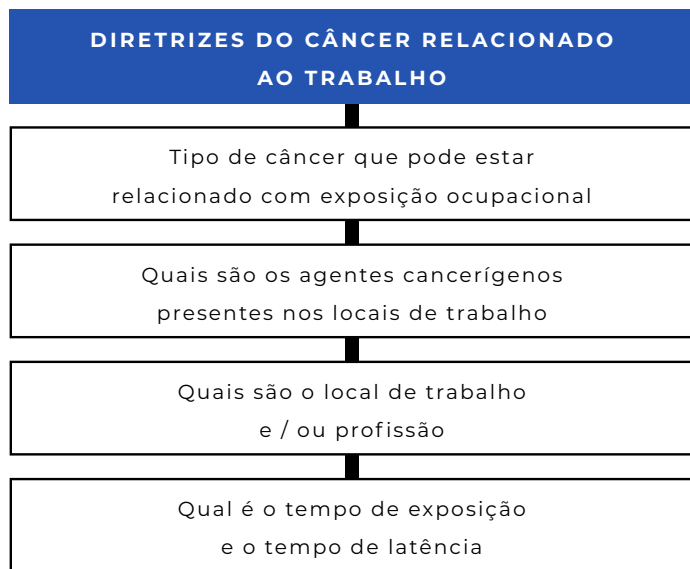 DIRETRIZES DO CÂNCER RELACIONADO
AO TRABALHO
Tipo de câncer que pode estar
relacionado com exposição ocupacional
Quais são os agentes cancerígenos
presentes nos locais de trabalho
Quais são o local de trabalho
e / ou profissão
Qual é o tempo de exposição
e o tempo de latência